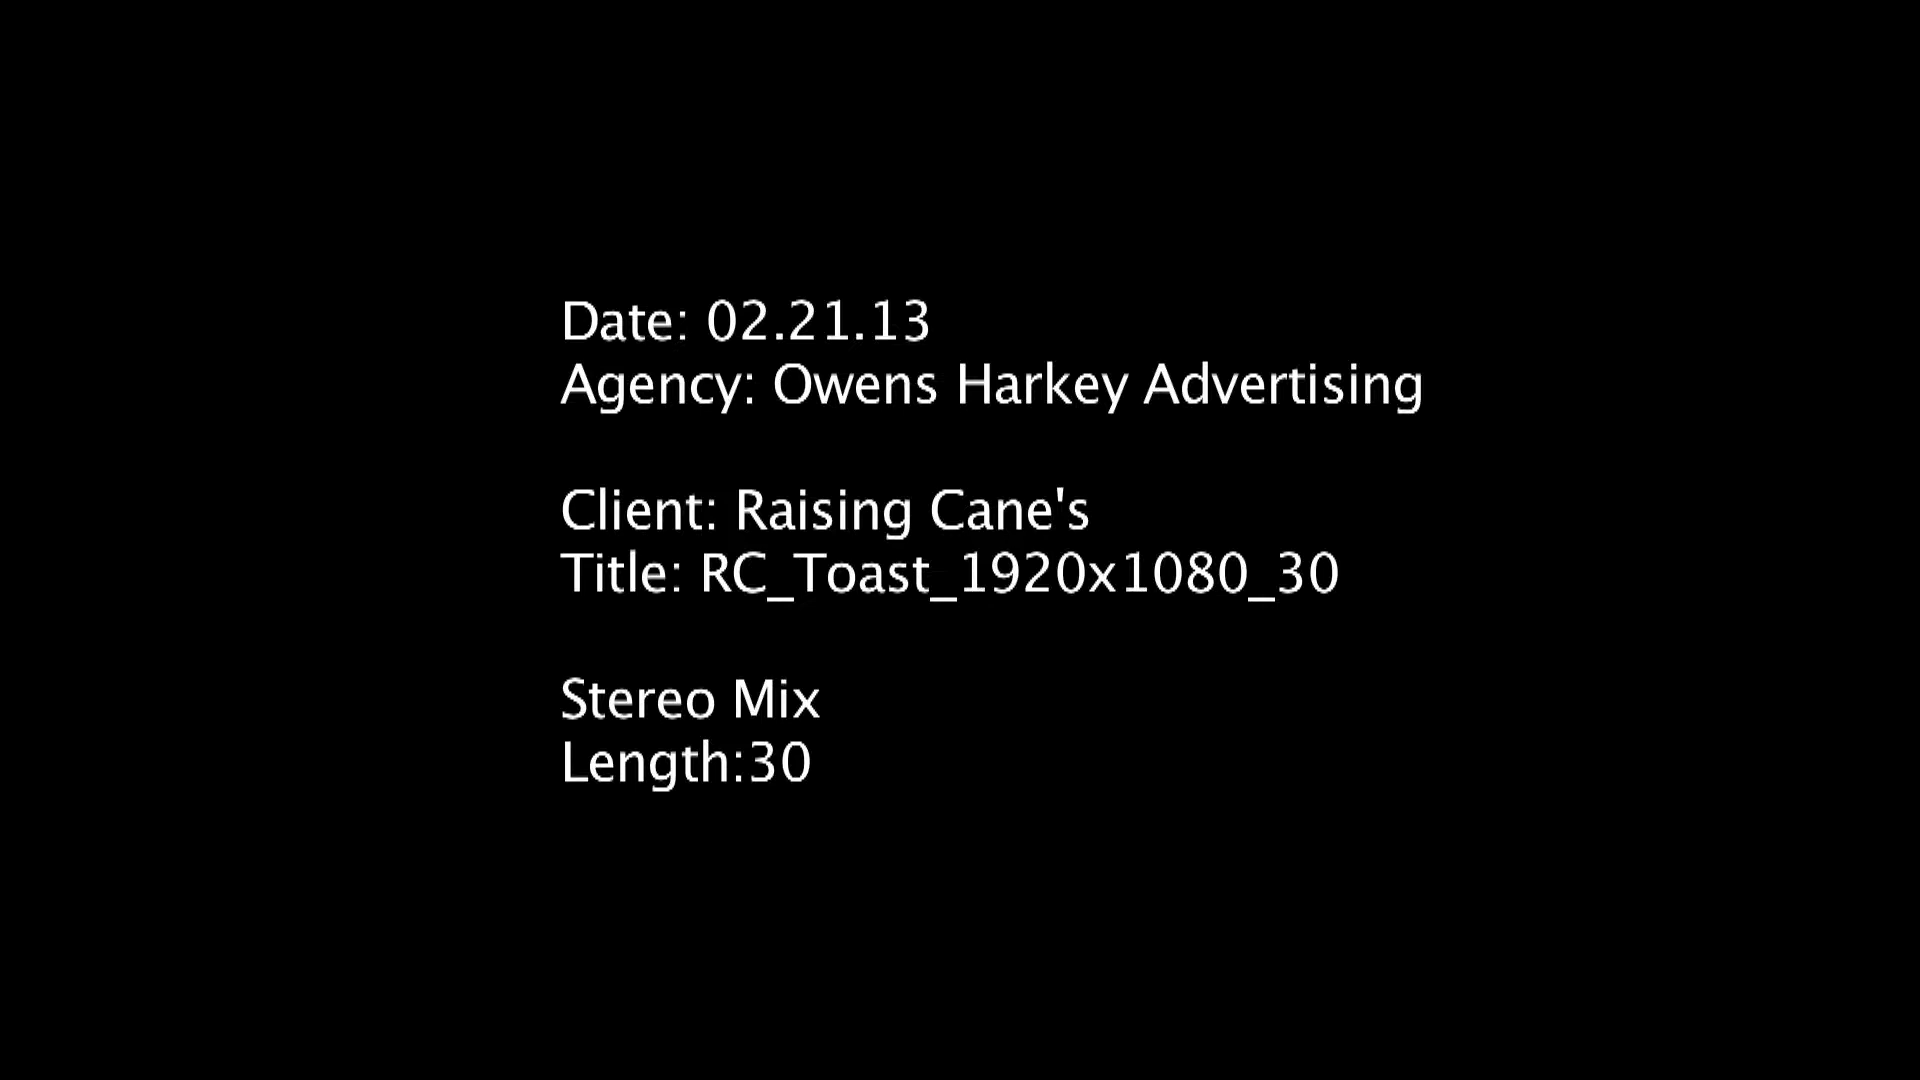 Date: 02.21.13
Agency: Owens Harkey Advertising
Client: Raising Cane's
Title: RC_Toast_1920x1080_30
Stereo Mix
Length:30